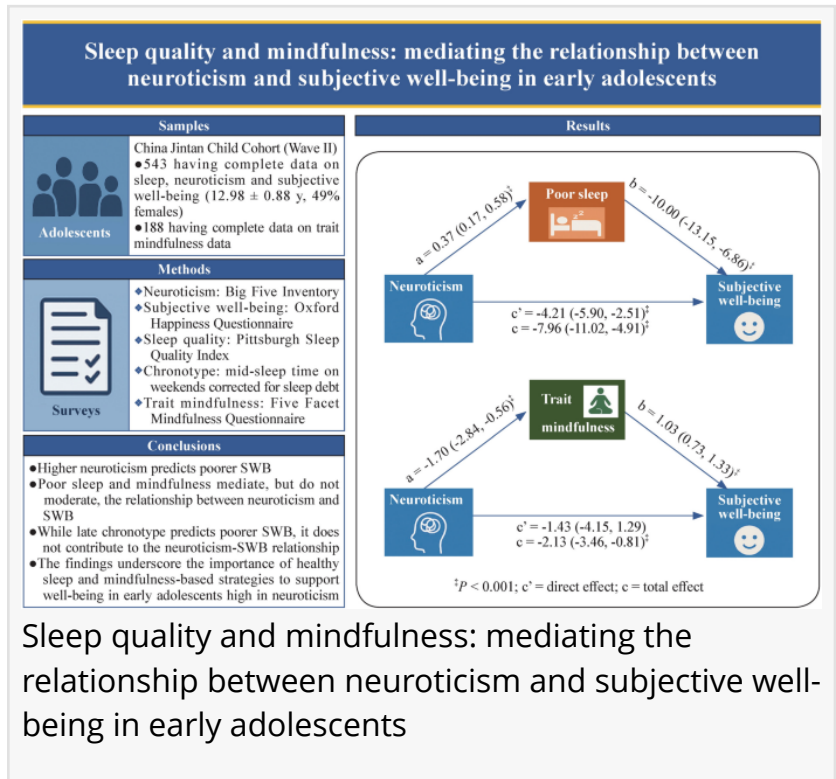 Sleep quality and mindfulness: mediating the relationship between
neuroticism and subjective well-being in early adolescents
Samples
Adolescents
China Jintan Child Cohort (Wave II)
●543 having complete data on
sleep, neuroticism and subjective
well-being (12.98 ± 0.88 y, 49%
females)
●188 having complete data on trait
mindfulness data
Methods
Surveys
❖Neuroticism: Big Five Inventory
❖Subjective well-being: Oxford
Happiness Questionnaire
❖Sleep quality: Pittsburgh Sleep
Quality Index
❖Chronotype: mid-sleep time on
weekends corrected for sleep debt
❖Trait mindfulness: Five Facet
Mindfulness Questionnaire
Conclusions
●Higher neuroticism predicts poorer SWB
●Poor sleep and mindfulness mediate, but do not
moderate, the relationship between neuroticism and
SWB
●While late chronotype predicts poorer SWB, it does
not contribute to the neuroticism-SWB relationship
●The findings underscore the importance of healthy
sleep and mindfulness-based strategies to support
well-being in early adolescents high in neuroticism
Results
Poor sleep
zz
a = 0.37 (0.17, 0.58)‡
b = -10.00 (-13.15, -6.86)‡
Neuroticism
Subjective
well-being
c’ = -4.21 (-5.90, -2.51)‡
c = -7.96 (-11.02, -4.91)‡
Trait
mindfulness
a = -1.70 (-2.84, -0.56)‡
b = 1.03 (0.73, 1.33)‡
Neuroticism
Subjective
well-being
c’ = -1.43 (-4.15, 1.29)
c = -2.13 (-3.46, -0.81)‡
‡P < 0.001; c’ = direct effect; c = total effect
Sleep quality and mindfulness: mediating the
relationship between neuroticism and subjective well-
being in early adolescents